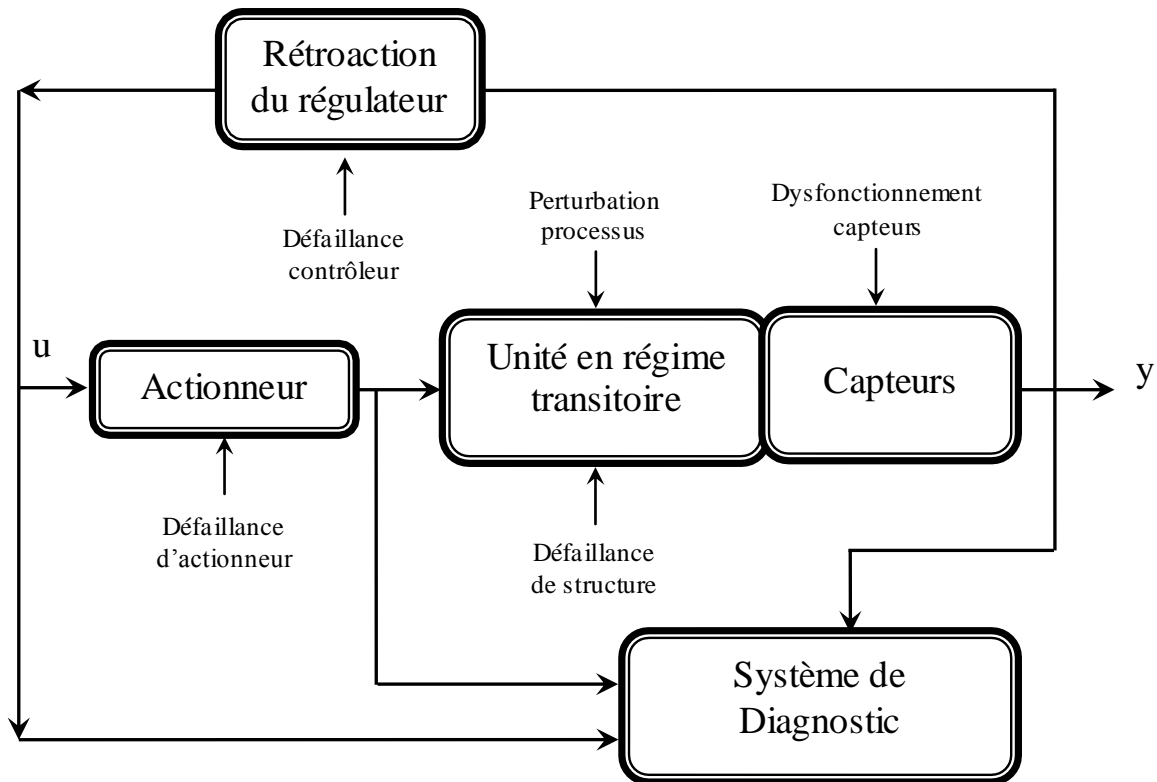 Rétroaction
du régulateur
Défaillance
contrôleur
Perturbation
processus
Dysfonctionnement
capteurs
u
Actionneur
Unité en régime
transitoire
Capteurs
y
Défaillance
d’actionneur
Défaillance
de structure
Système de
Diagnostic